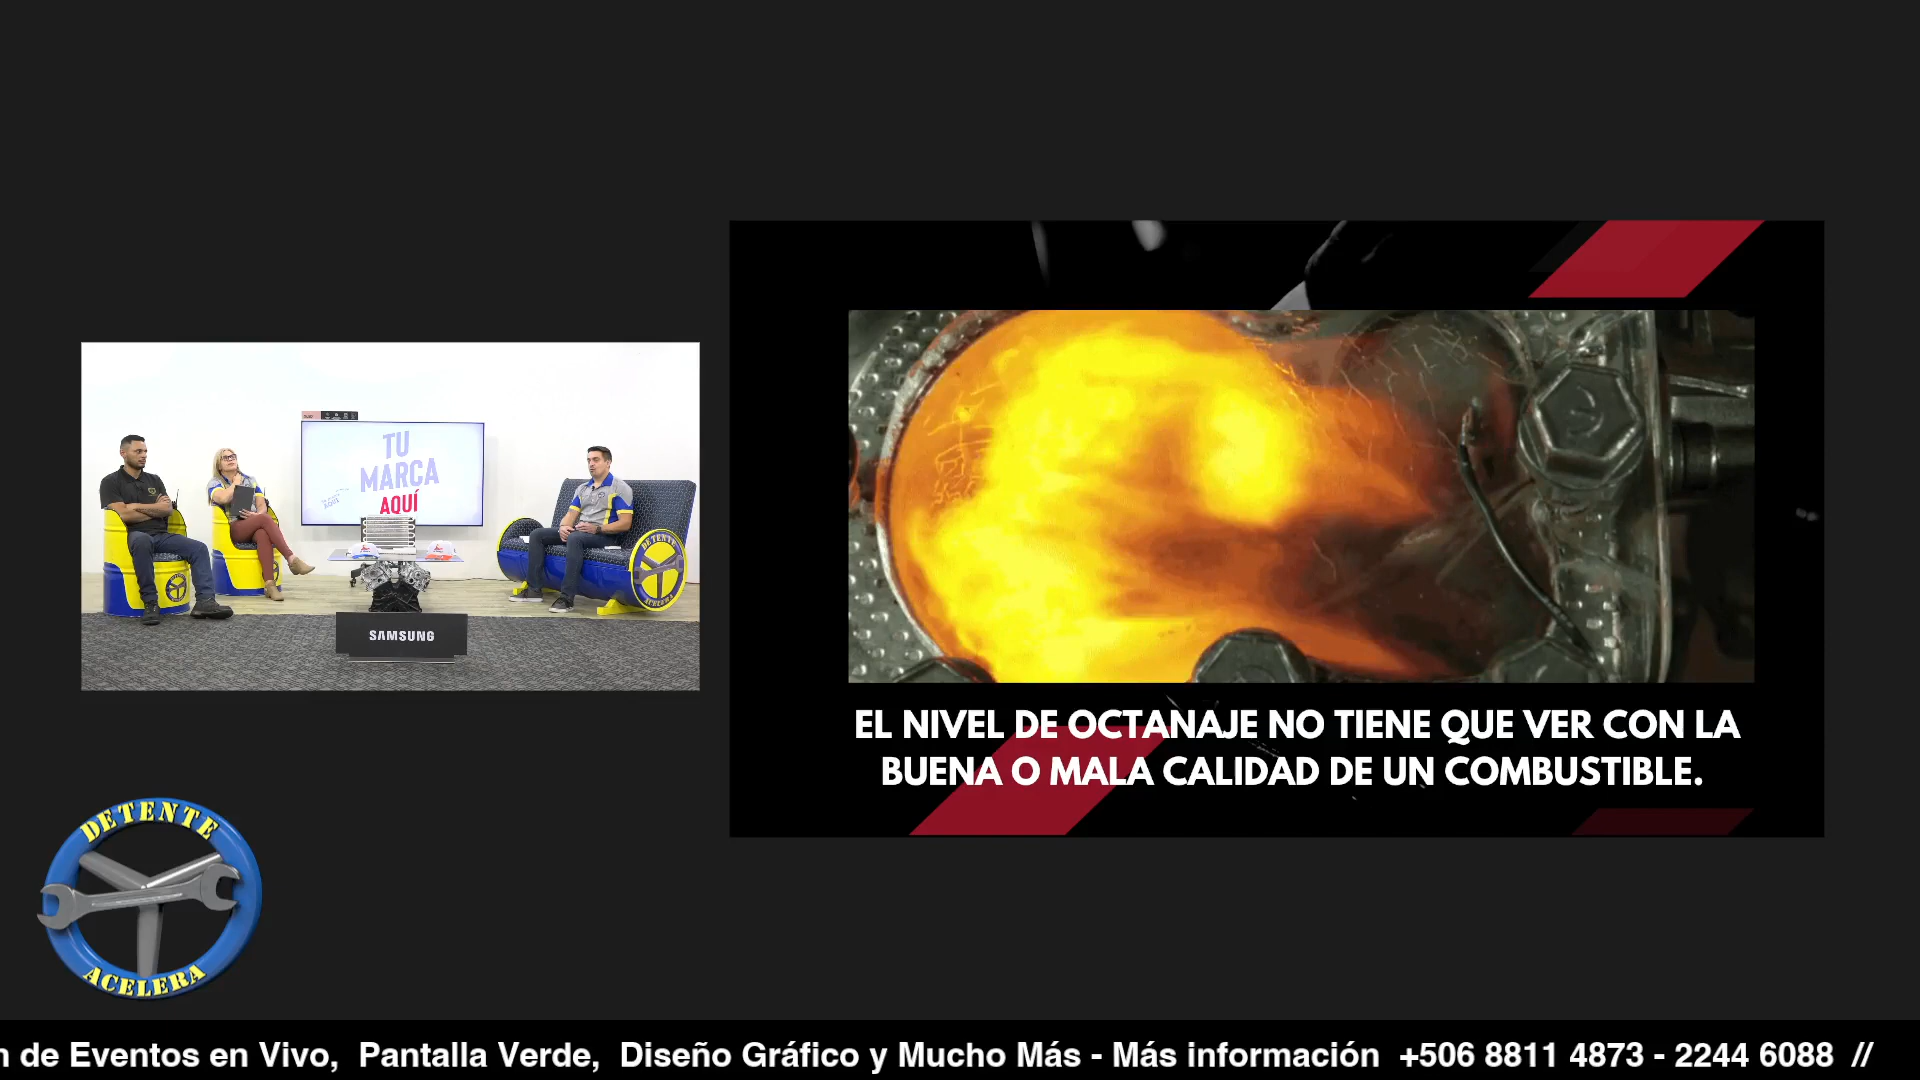 TU
MARCA
AQUÍ
DETENTE
ACELERA
SAMSUNG
EL NIVEL DE OCTANAJE NO TIENE QUE VER CON LA
BUENA O MALA CALIDAD DE UN COMBUSTIBLE.
DETENTE
ACELERA
n de Eventos en Vivo, Pantalla Verde, Diseño Gráfico y Mucho Más - Más información +506 8811 4873 - 2244 6088 //